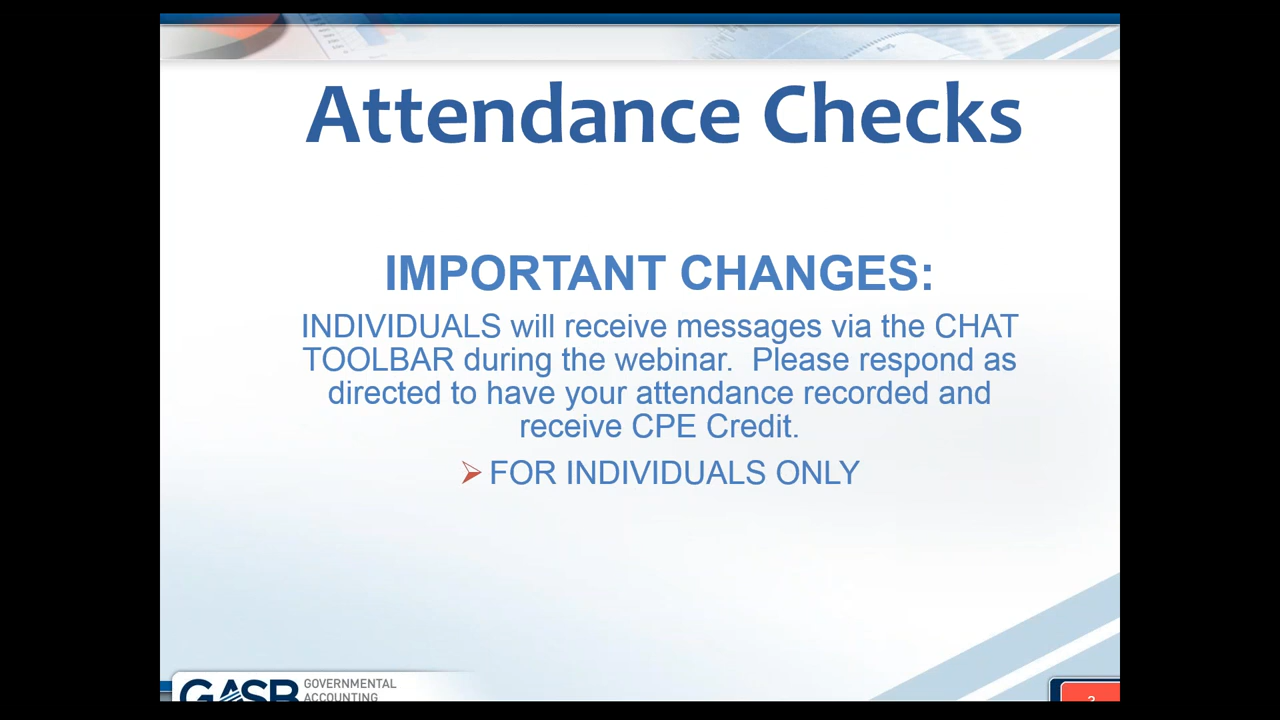 Attendance Checks
IMPORTANT CHANGES:
INDIVIDUALS will receive messages via the CHAT
TOOLBAR during the webinar.  Please respond as
directed to have your attendance recorded and
receive CPE Credit.
➢ FOR INDIVIDUALS ONLY
GASB GOVERNMENTAL
ACCOUNTING